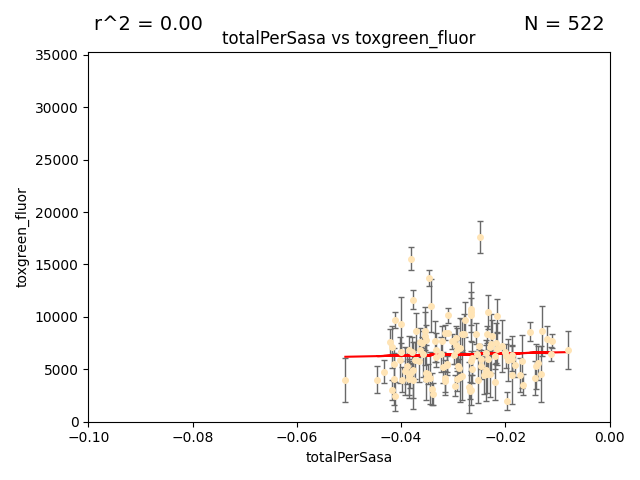 r^2 = 0.00
N = 522
totalPerSasa vs toxgreen_fluor
35000
30000
25000
20000
15000
10000
5000
0
toxgreen_fluor
−0.10
−0.08
−0.06
−0.04
−0.02
0.00
totalPerSasa